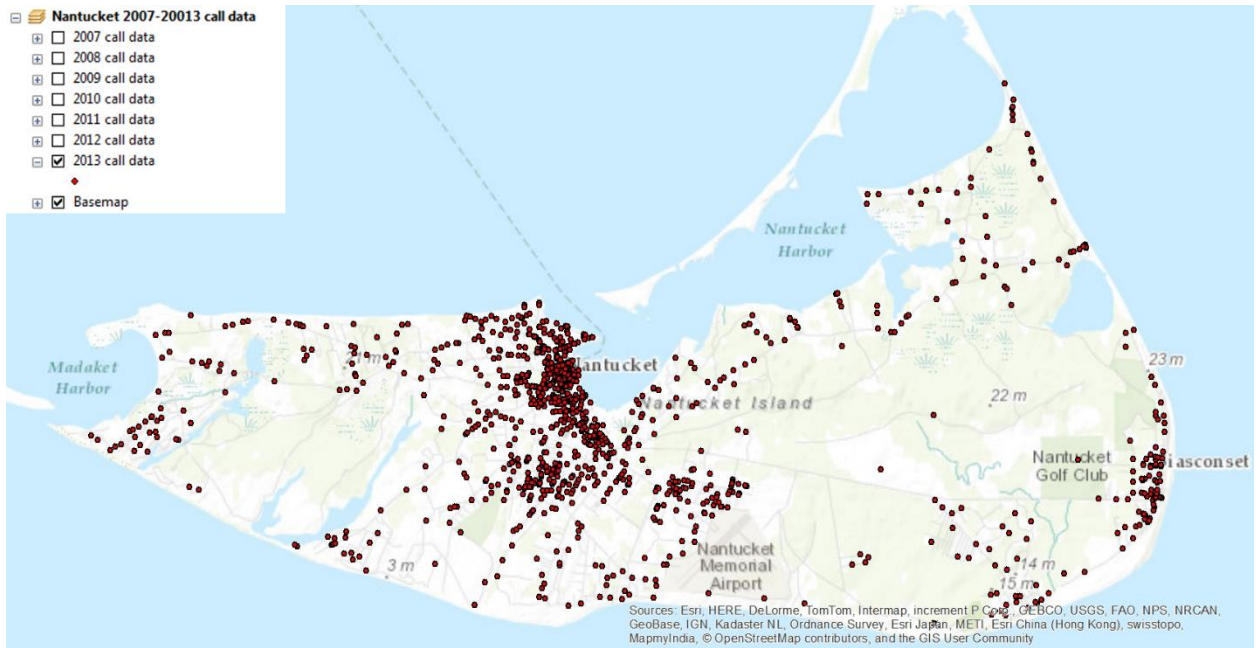 Nantucket 2007-20013 call data
2007 call data
2008 call data
2009 call data
2010 call data
2011 call data
2012 call data
2013 call data
Basemap
Nantucket
Harbor
Madaket
Harbor
21 m
Nantucket
Nantucket Island
23 m
22 m
Nantucket
Golf Club
Siasconset
Nantucket
Memorial
Airport
3 m
14 m
15 m
Sources: Esri, HERE, DeLorme, TomTom, Intermap, increment P Corp., GEBCO, USGS, FAO, NPS, NRCAN,
GeoBase, IGN, Kadaster NL, Ordnance Survey, Esri Japan, METI, Esri China (Hong Kong), swisstopo,
MapmyIndia, © OpenStreetMap contributors, and the GIS User Community